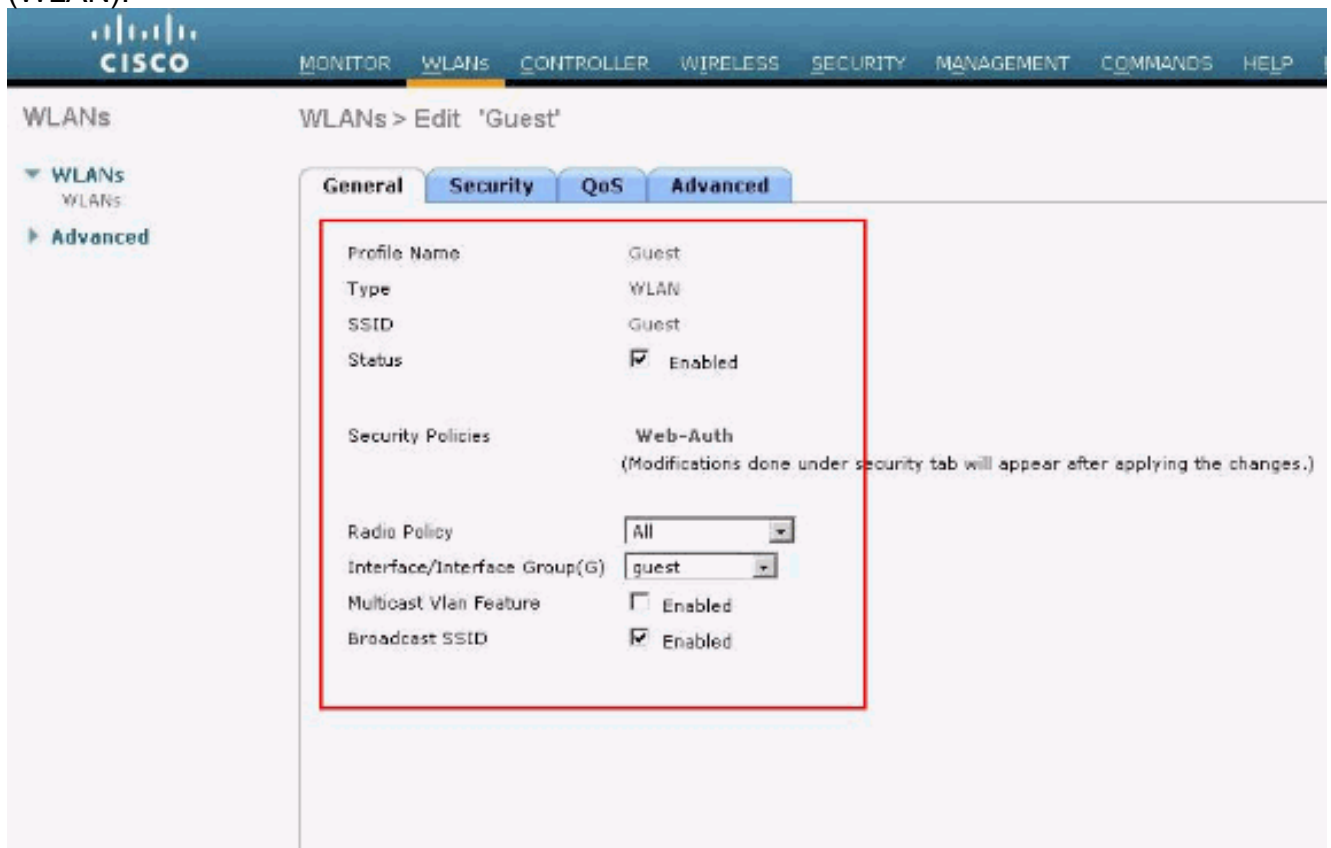 (WLAN).
CISCO
MONITOR WLANs CONTROLLER WIRELESS SECURITY MANAGEMENT COMMANDS HELP
WLANs
WLANs > Edit 'Guest'
WLANs
WLANs
Advanced
General Security QoS Advanced
Profile Name Guest
Type WLAN
SSID Guest
Status Enabled
Security Policies Web-Auth
(Modifications done under security tab will appear after applying the changes.)
Radio Policy All
Interface/Interface Group(G) guest
Multicast Vlan Feature Enabled
Broadcast SSID Enabled